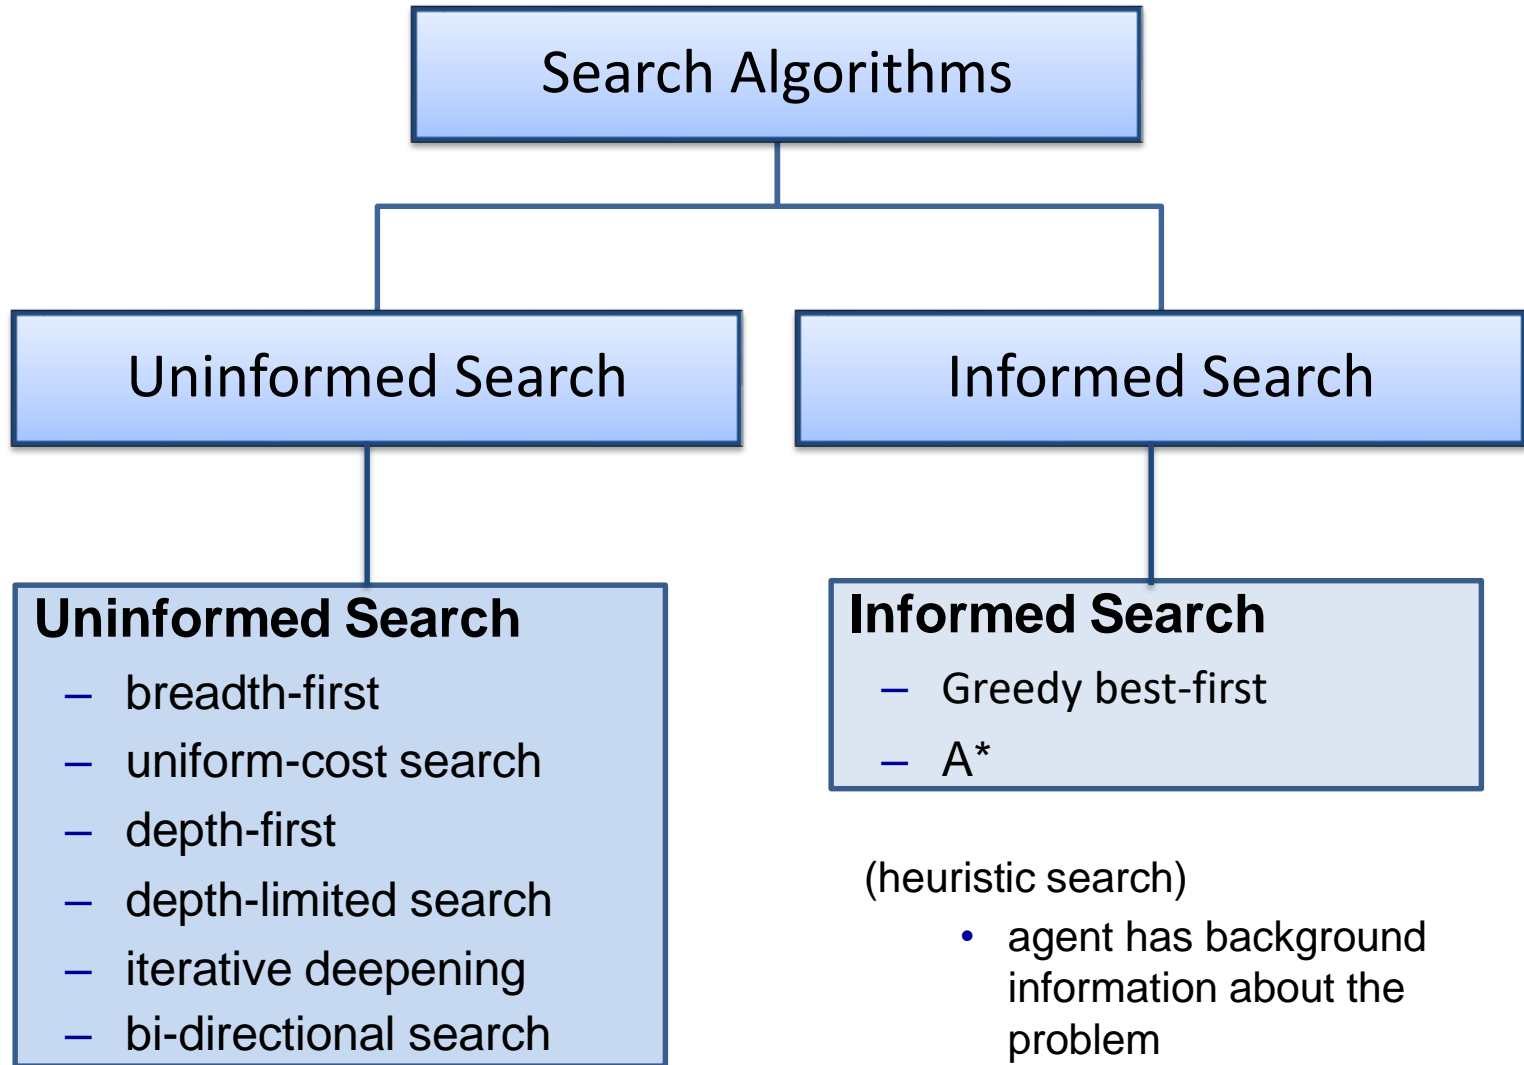 Search Algorithms
Uninformed Search
Informed Search
Uninformed Search
– breadth-first
– uniform-cost search
– depth-first
– depth-limited search
– iterative deepening
– bi-directional search
Informed Search
– Greedy best-first
– A*
(heuristic search)
• agent has background
information about the
problem